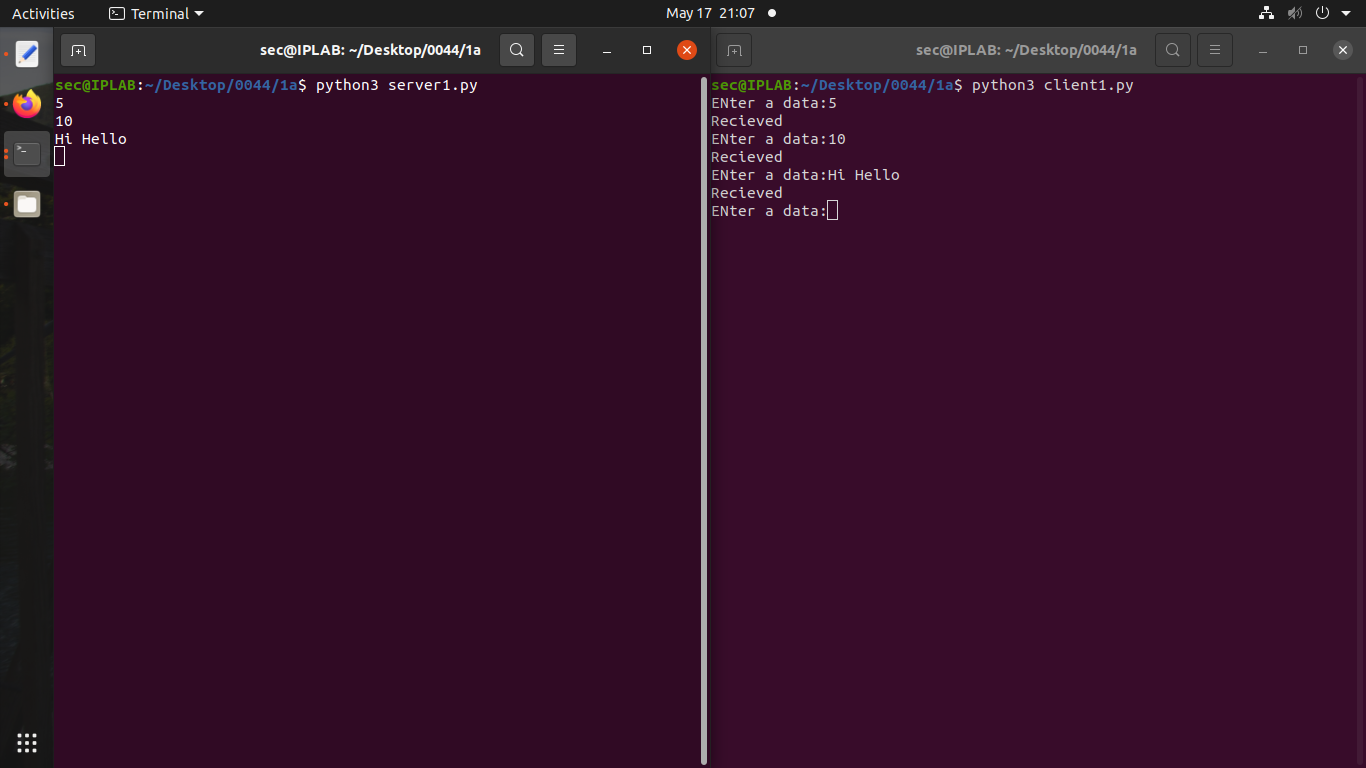 Activities
Terminal
May 17 21:07
sec@IPLAB: ~/Desktop/0044/1a
sec@IPLAB:~/Desktop/0044/1a$ python3 server1.py
5
10
Hi Hello
sec@IPLAB: ~/Desktop/0044/1a
sec@IPLAB:~/Desktop/0044/1a$ python3 client1.py
ENter a data:5
Recieved
ENter a data:10
Recieved
ENter a data:Hi Hello
Recieved
ENter a data: